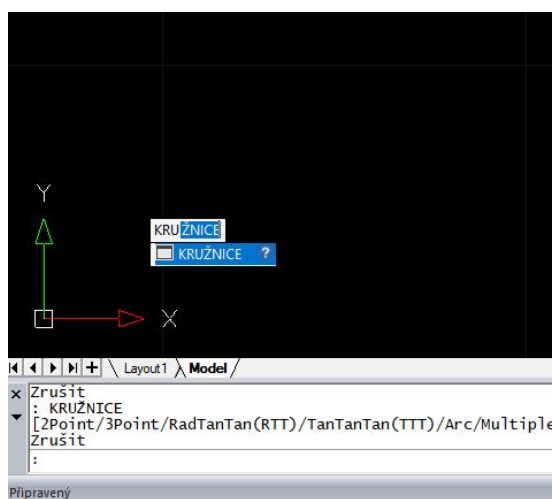 Y
KRUŽNICE
KRUŽNICE ?
X
Layout1 Model
Zrušit
: KRUŽNICE
[2Point/3Point/RadTanTan(RTT)/TanTanTan(TTT)/Arc/Multiple
Zrušit
:
Připravený